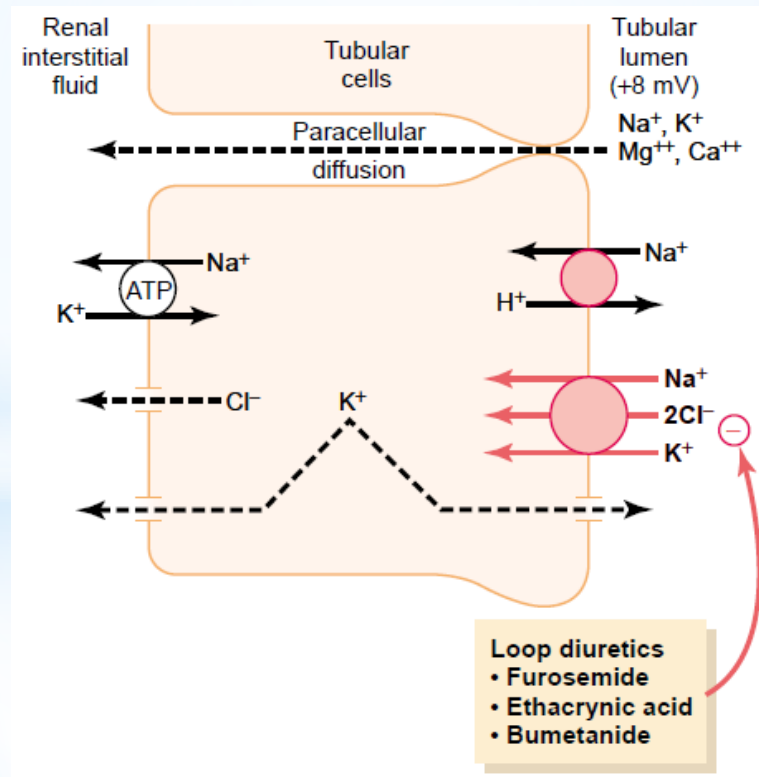 Renal
interstitial
fluid
Tubular
cells
Tubular
lumen
(+8 mV)
Paracellular
diffusion
Na⁺, K⁺
Mg⁺⁺, Ca⁺⁺
Na⁺
ATP
K⁺
Na⁺
H⁺
Cl⁻
K⁺
Na⁺
2Cl⁻
K⁺
−
Loop diuretics
• Furosemide
• Ethacrynic acid
• Bumetanide